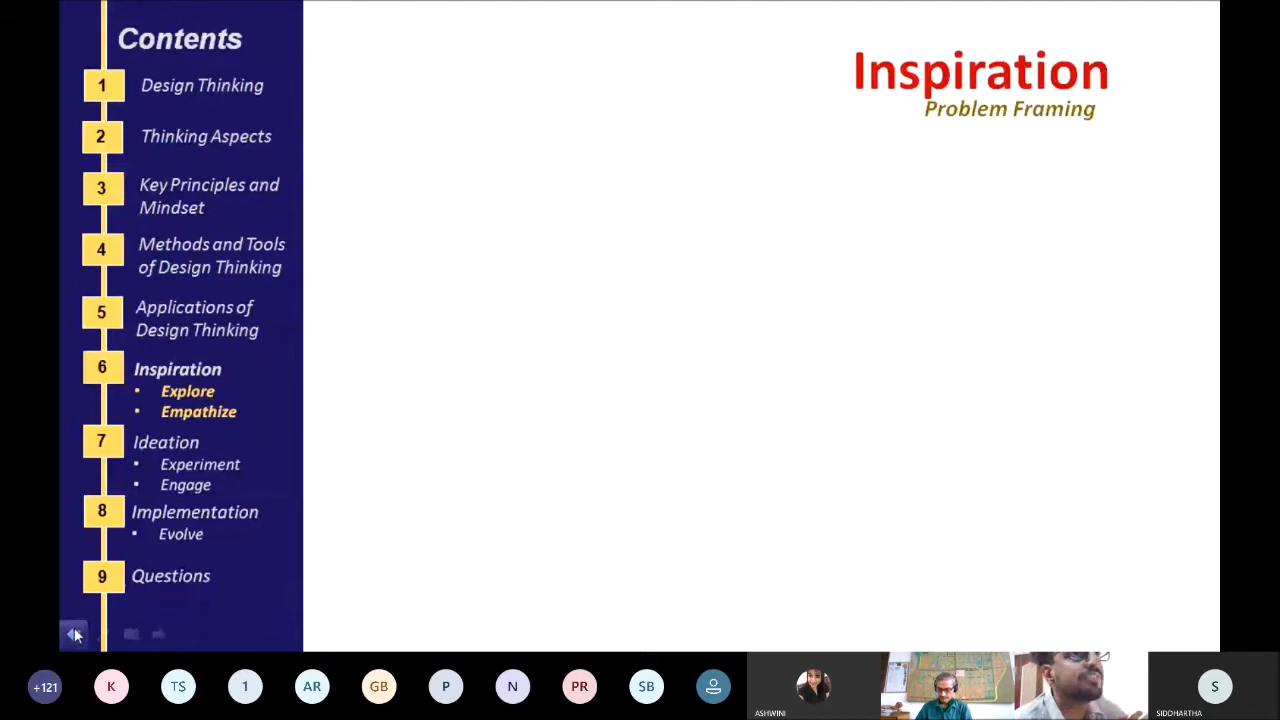 Contents
1 Design Thinking
2 Thinking Aspects
3 Key Principles and
Mindset
4 Methods and Tools
of Design Thinking
5 Applications of
Design Thinking
6 Inspiration
• Explore
• Empathize
7 Ideation
• Experiment
• Engage
8 Implementation
• Evolve
9 Questions
Inspiration
Problem Framing
+121 K TS 1 AR GB P N PR SB S
ASHWINI SIDDHARTHA